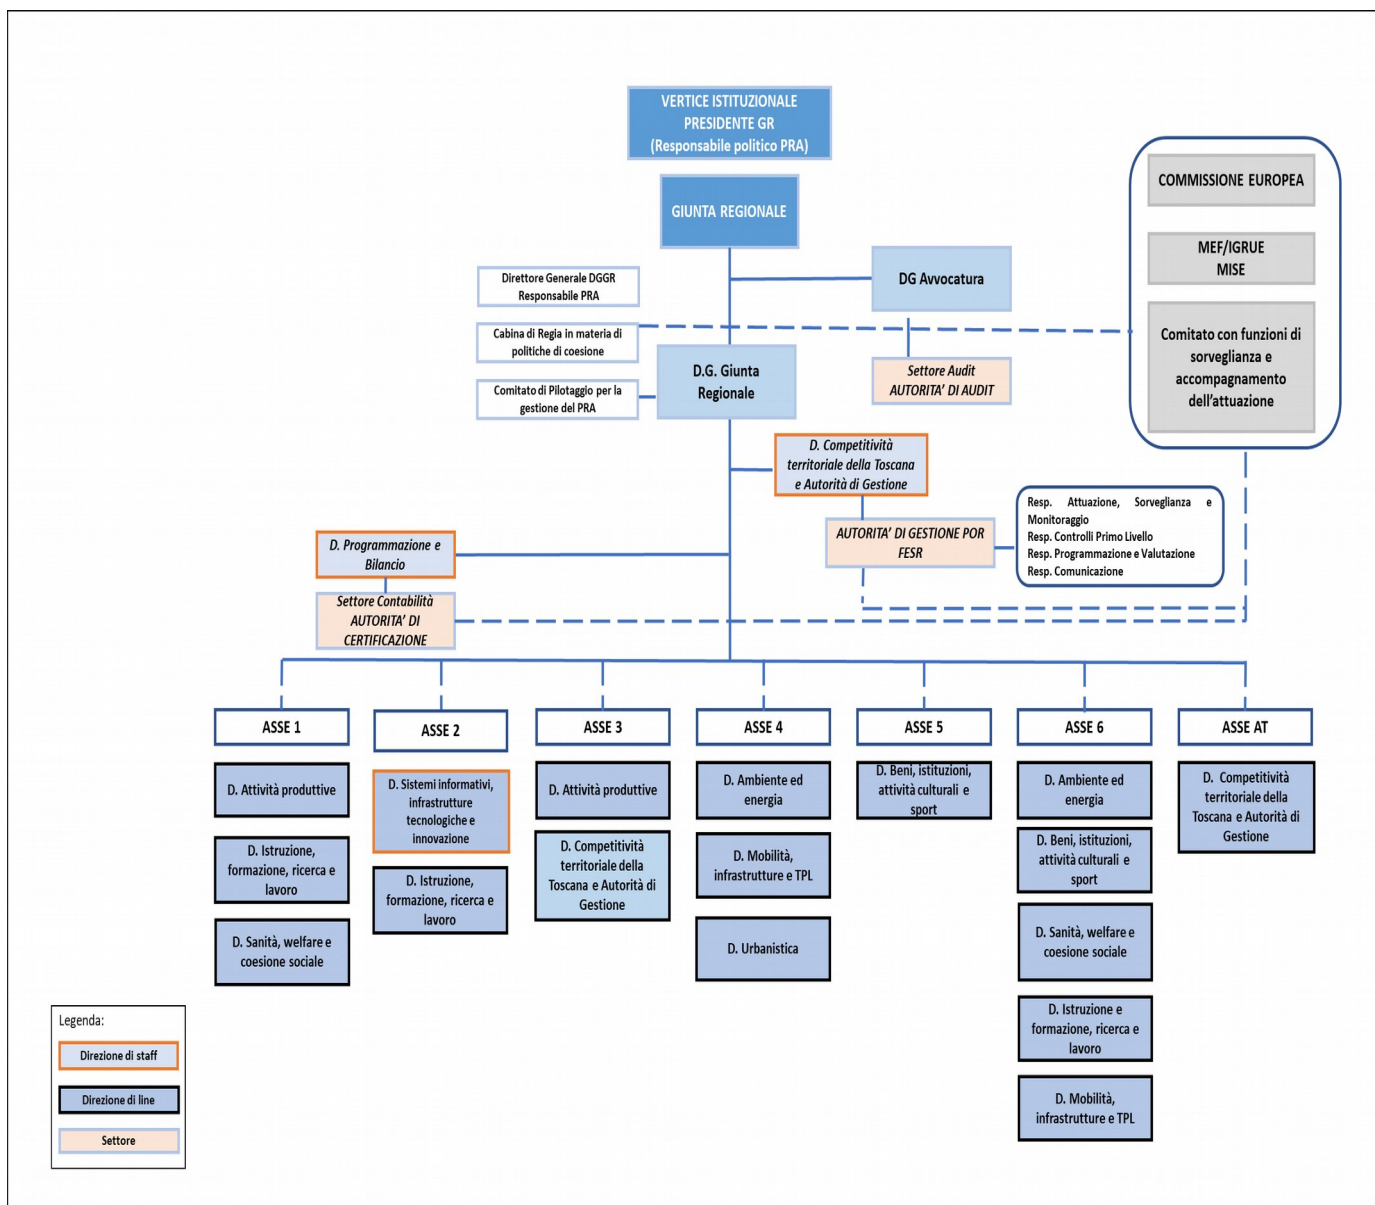 VERTICE ISTITUZIONALE
PRESIDENTE GR
(Responsabile politico PRA)
GIUNTA REGIONALE
COMMISSIONE EUROPEA
MEF/IGRUE
MISE
Comitato con funzioni di
sorveglianza e
accompagnamento
dell'attuazione
Direttore Generale DGGR
Responsabile PRA
DG Avvocatura
Cabina di Regia in materia di
politiche di coesione
D.G. Giunta
Regionale
Settore Audit
AUTORITA' DI AUDIT
Comitato di Pilotaggio per la
gestione del PRA
D. Competitività
territoriale della Toscana
e Autorità di Gestione
AUTORITA' DI GESTIONE POR
FESR
Resp. Attuazione, Sorveglianza e
Monitoraggio
Resp. Controlli Primo Livello
Resp. Programmazione e Valutazione
Resp. Comunicazione
D. Programmazione e
Bilancio
Settore Contabilità
AUTORITA' DI
CERTIFICAZIONE
ASSE 1
D. Attività produttive
D. Istruzione,
formazione, ricerca e
lavoro
D. Sanità, welfare e
coesione sociale
ASSE 2
D. Sistemi informativi,
infrastrutture
tecnologiche e
innovazione
D. Istruzione,
formazione, ricerca e
lavoro
ASSE 3
D. Attività produttive
D. Competitività
territoriale della
Toscana e Autorità di
Gestione
ASSE 4
D. Ambiente ed
energia
D. Mobilità,
infrastrutture e TPL
D. Urbanistica
ASSE 5
D. Beni, istituzioni,
attività culturali e
sport
ASSE 6
D. Ambiente ed
energia
D. Beni, istituzioni,
attività culturali e
sport
D. Sanità, welfare e
coesione sociale
D. Istruzione e
formazione, ricerca e
lavoro
D. Mobilità,
infrastrutture e TPL
ASSE AT
D. Competitività
territoriale della
Toscana e Autorità di
Gestione
Legenda:
Direzione di staff
Direzione di line
Settore